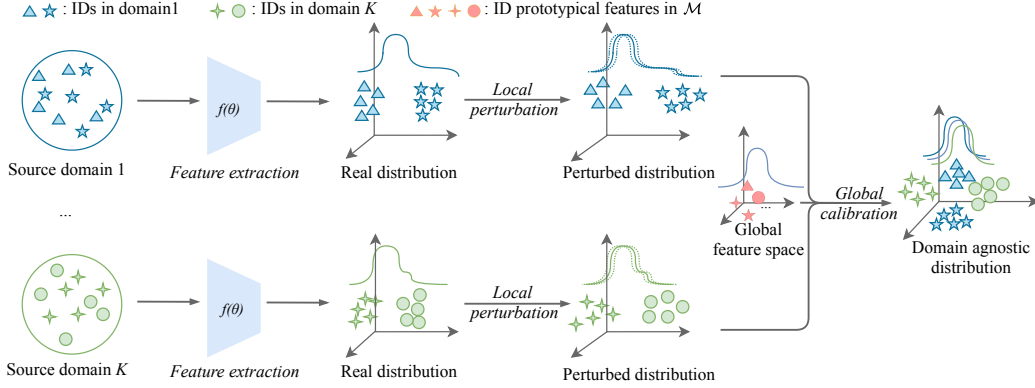 : IDs in domain1
: IDs in domain K
: ID prototypical features in ℳ
f(θ)
Local
perturbation
Source domain 1
Feature extraction
Real distribution
Perturbed distribution
...
...
Global
feature space
Global
calibration
Domain agnostic
distribution
f(θ)
Local
perturbation
Source domain K
Feature extraction
Real distribution
Perturbed distribution